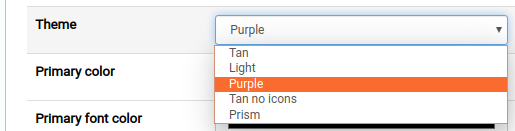 Theme
Purple
Tan
Light
Purple
Tan no icons
Prism
Primary color
Primary font color